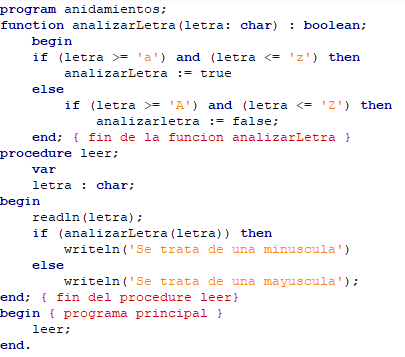 program anidamientos;
function analizarLetra(letra: char) : boolean;
    begin
    if (letra >= 'a') and (letra <= 'z') then
        analizarLetra := true
    else
        if (letra >= 'A') and (letra <= 'Z') then
            analizarletra := false;
    end; { fin de la funcion analizarLetra }
procedure leer;
    var
    letra : char;
begin
    readln(letra);
    if (analizarLetra(letra)) then
        writeln('Se trata de una minuscula')
    else
        writeln('Se trata de una mayuscula');
end; { fin del procedure leer}
begin { programa principal }
    leer;
end.